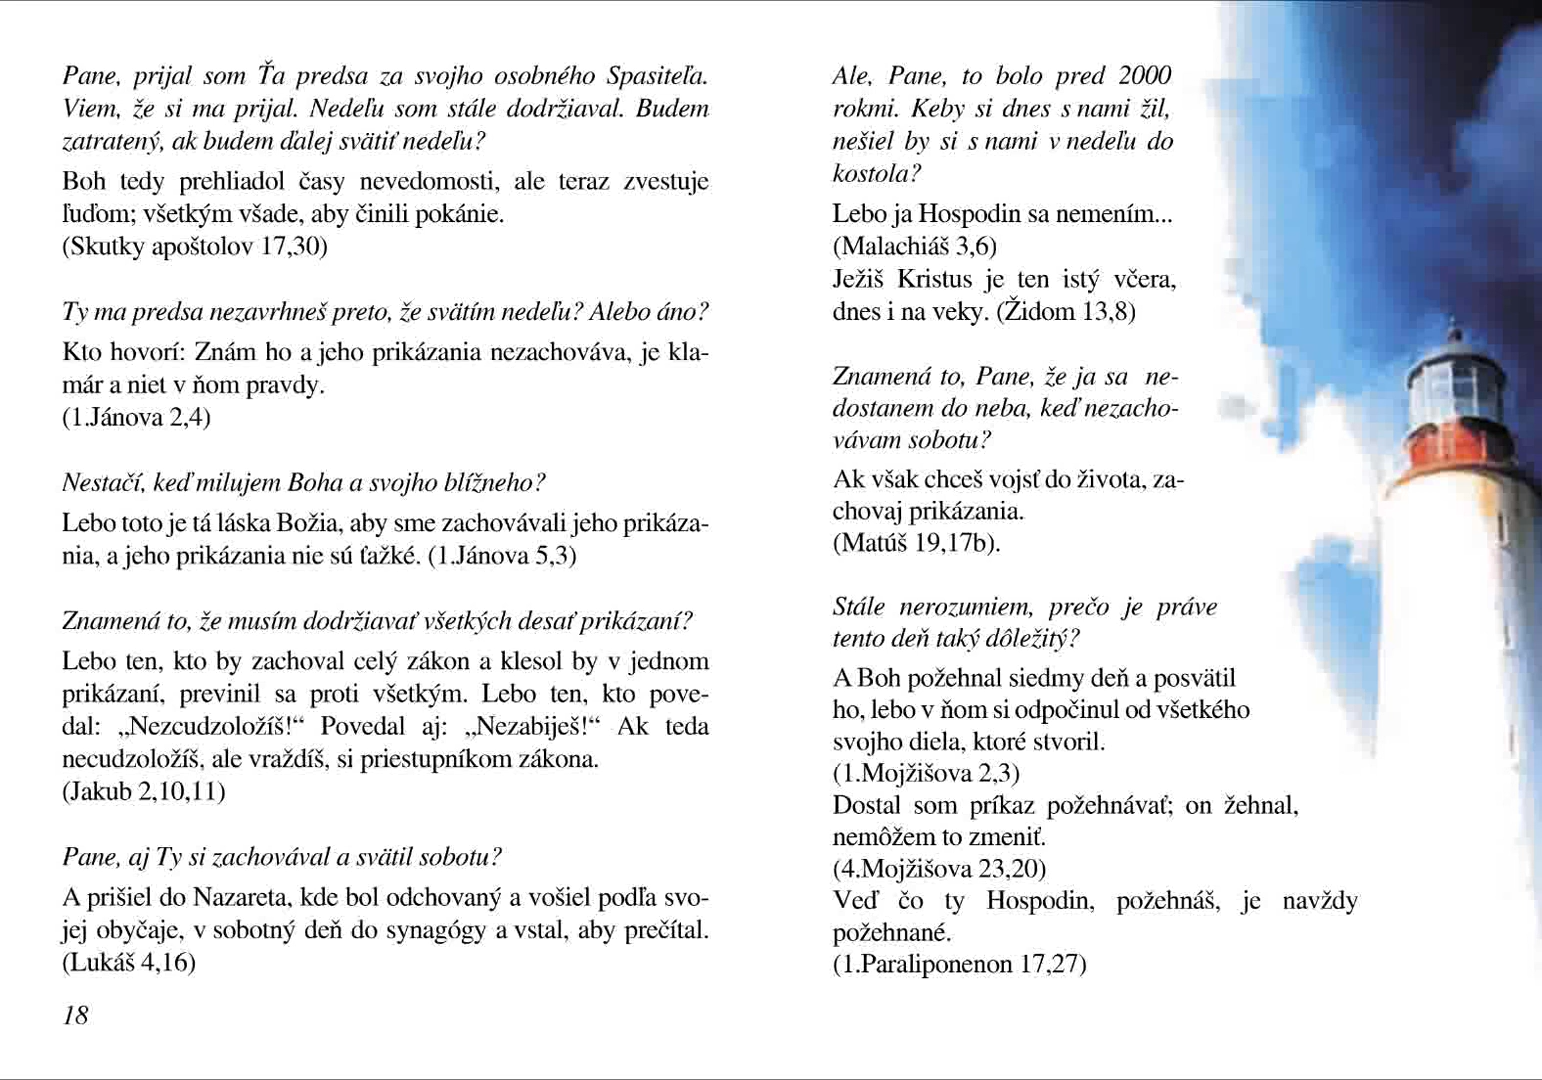 Pane, prijal som Ťa predsa za svojho osobného Spasiteľa.
Viem, že si ma prijal. Nedeľu som stále dodržiaval. Budem
zatratený, ak budem ďalej svätiť nedeľu?
Boh tedy prehliadol časy nevedomosti, ale teraz zvestuje
ľuďom; všetkým všade, aby činili pokánie.
(Skutky apoštolov 17,30)
Ty ma predsa nezavrhneš preto, že svätím nedeľu? Alebo áno?
Kto hovorí: Znám ho a jeho prikázania nezachováva, je kla-
már a niet v ňom pravdy.
(1.Jánova 2,4)
Nestačí, keď milujem Boha a svojho blížneho?
Lebo toto je tá láska Božia, aby sme zachovávali jeho prikáza-
nia, a jeho prikázania nie sú ťažké. (1.Jánova 5,3)
Znamená to, že musím dodržiavať všetkých desať prikázaní?
Lebo ten, kto by zachoval celý zákon a klesol by v jednom
prikázaní, previnil sa proti všetkým. Lebo ten, kto pove-
dal: „Nezcudzoložíš!“ Povedal aj: „Nezabiješ!“ Ak teda
necudzoložíš, ale vraždíš, si priestupníkom zákona.
(Jakub 2,10,11)
Pane, aj Ty si zachovával a svätil sobotu?
A prišiel do Nazareta, kde bol odchovaný a vošiel podľa svo-
jej obyčaje, v sobotný deň do synagógy a vstal, aby prečítal.
(Lukáš 4,16)
18
Ale, Pane, to bolo pred 2000
rokmi. Keby si dnes s nami žil,
nešiel by si s nami v nedeľu do
kostola?
Lebo ja Hospodin sa nemením...
(Malachiáš 3,6)
Ježiš Kristus je ten istý včera,
dnes i na veky. (Židom 13,8)
Znamená to, Pane, že ja sa ne-
dostanem do neba, keď nezacho-
vávam sobotu?
Ak však chceš vojsť do života, za-
chovaj prikázania.
(Matúš 19,17b).
Stále nerozumiem, prečo je práve
tento deň taký dôležitý?
A Boh požehnal siedmy deň a posvätil
ho, lebo v ňom si odpočinul od všetkého
svojho diela, ktoré stvoril.
(1.Mojžišova 2,3)
Dostal som príkaz požehnávať; on žehnal,
nemôžem to zmeniť.
(4.Mojžišova 23,20)
Veď čo ty Hospodin, požehnáš, je navždy
požehnané.
(1.Paraliponenon 17,27)